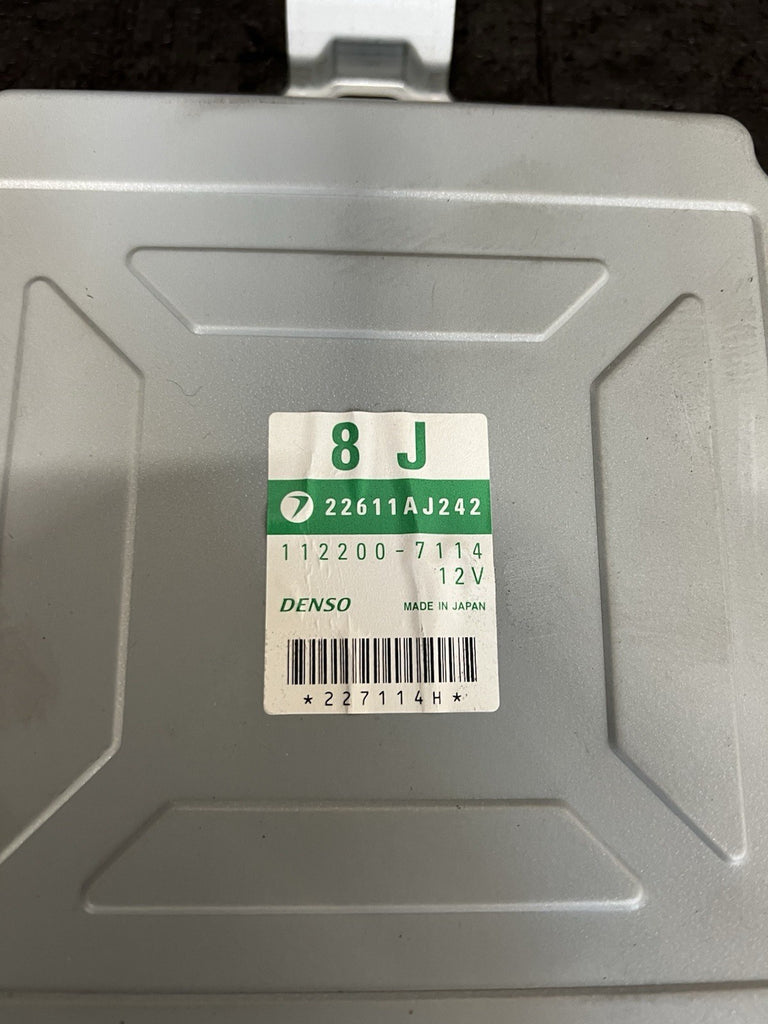 8 J
22611AJ242
112200-7114
12V
DENSO MADE IN JAPAN
*227114H*